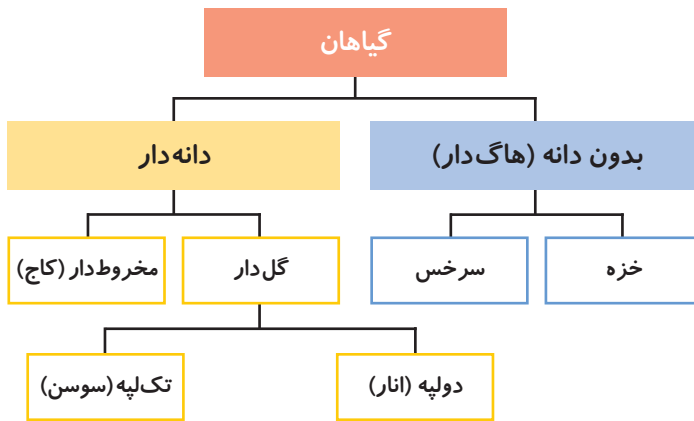 گیاهان
بدون دانه (هاگ‌دار)
دانه‌دار
خزه
سرخس
گل‌دار
مخروط‌دار (کاج)
دولپه (انار)
تک‌لپه (سوسن)